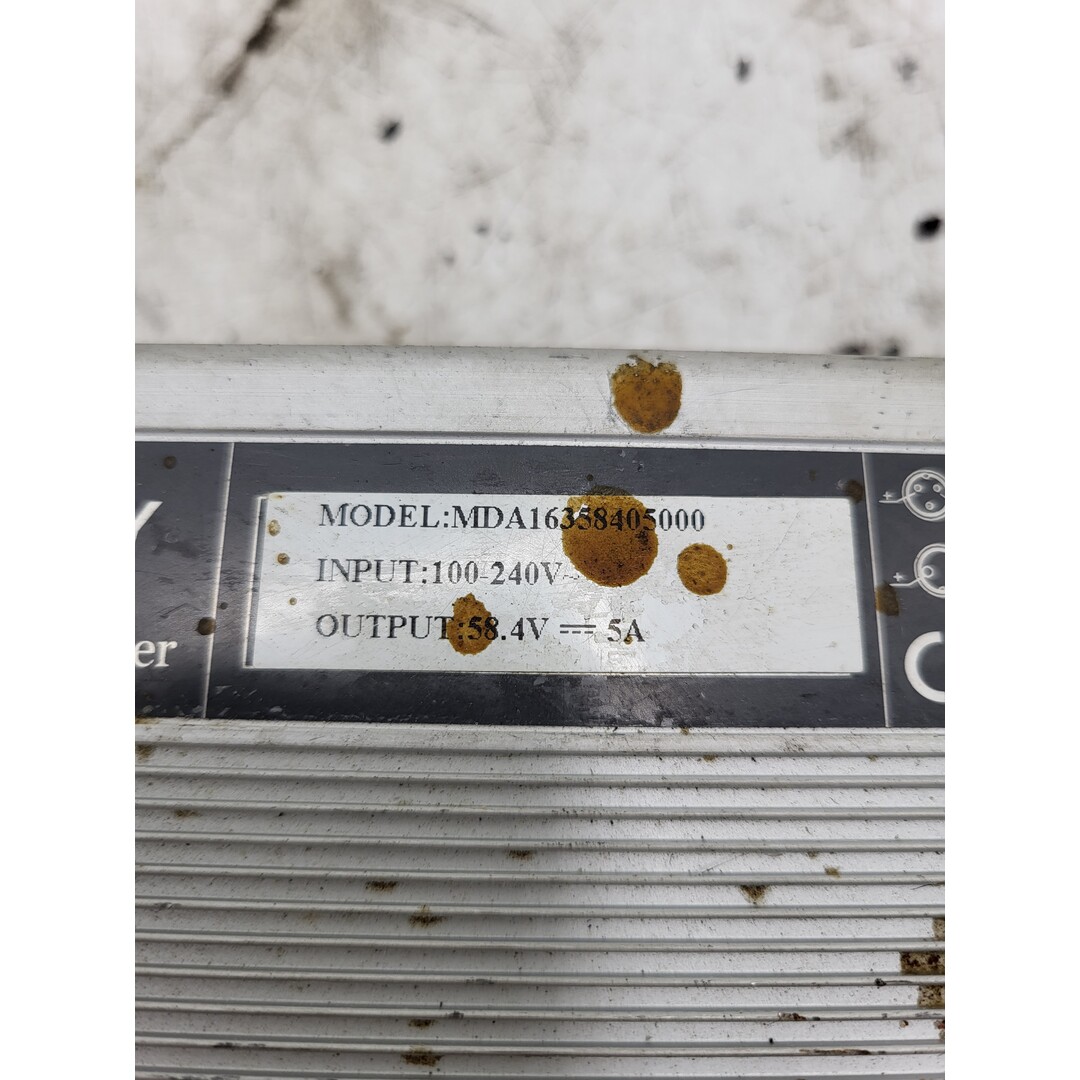 MODEL:MDA16358405000
INPUT:100-240V~
OUTPUT:58.4V ⎓ 5A
er